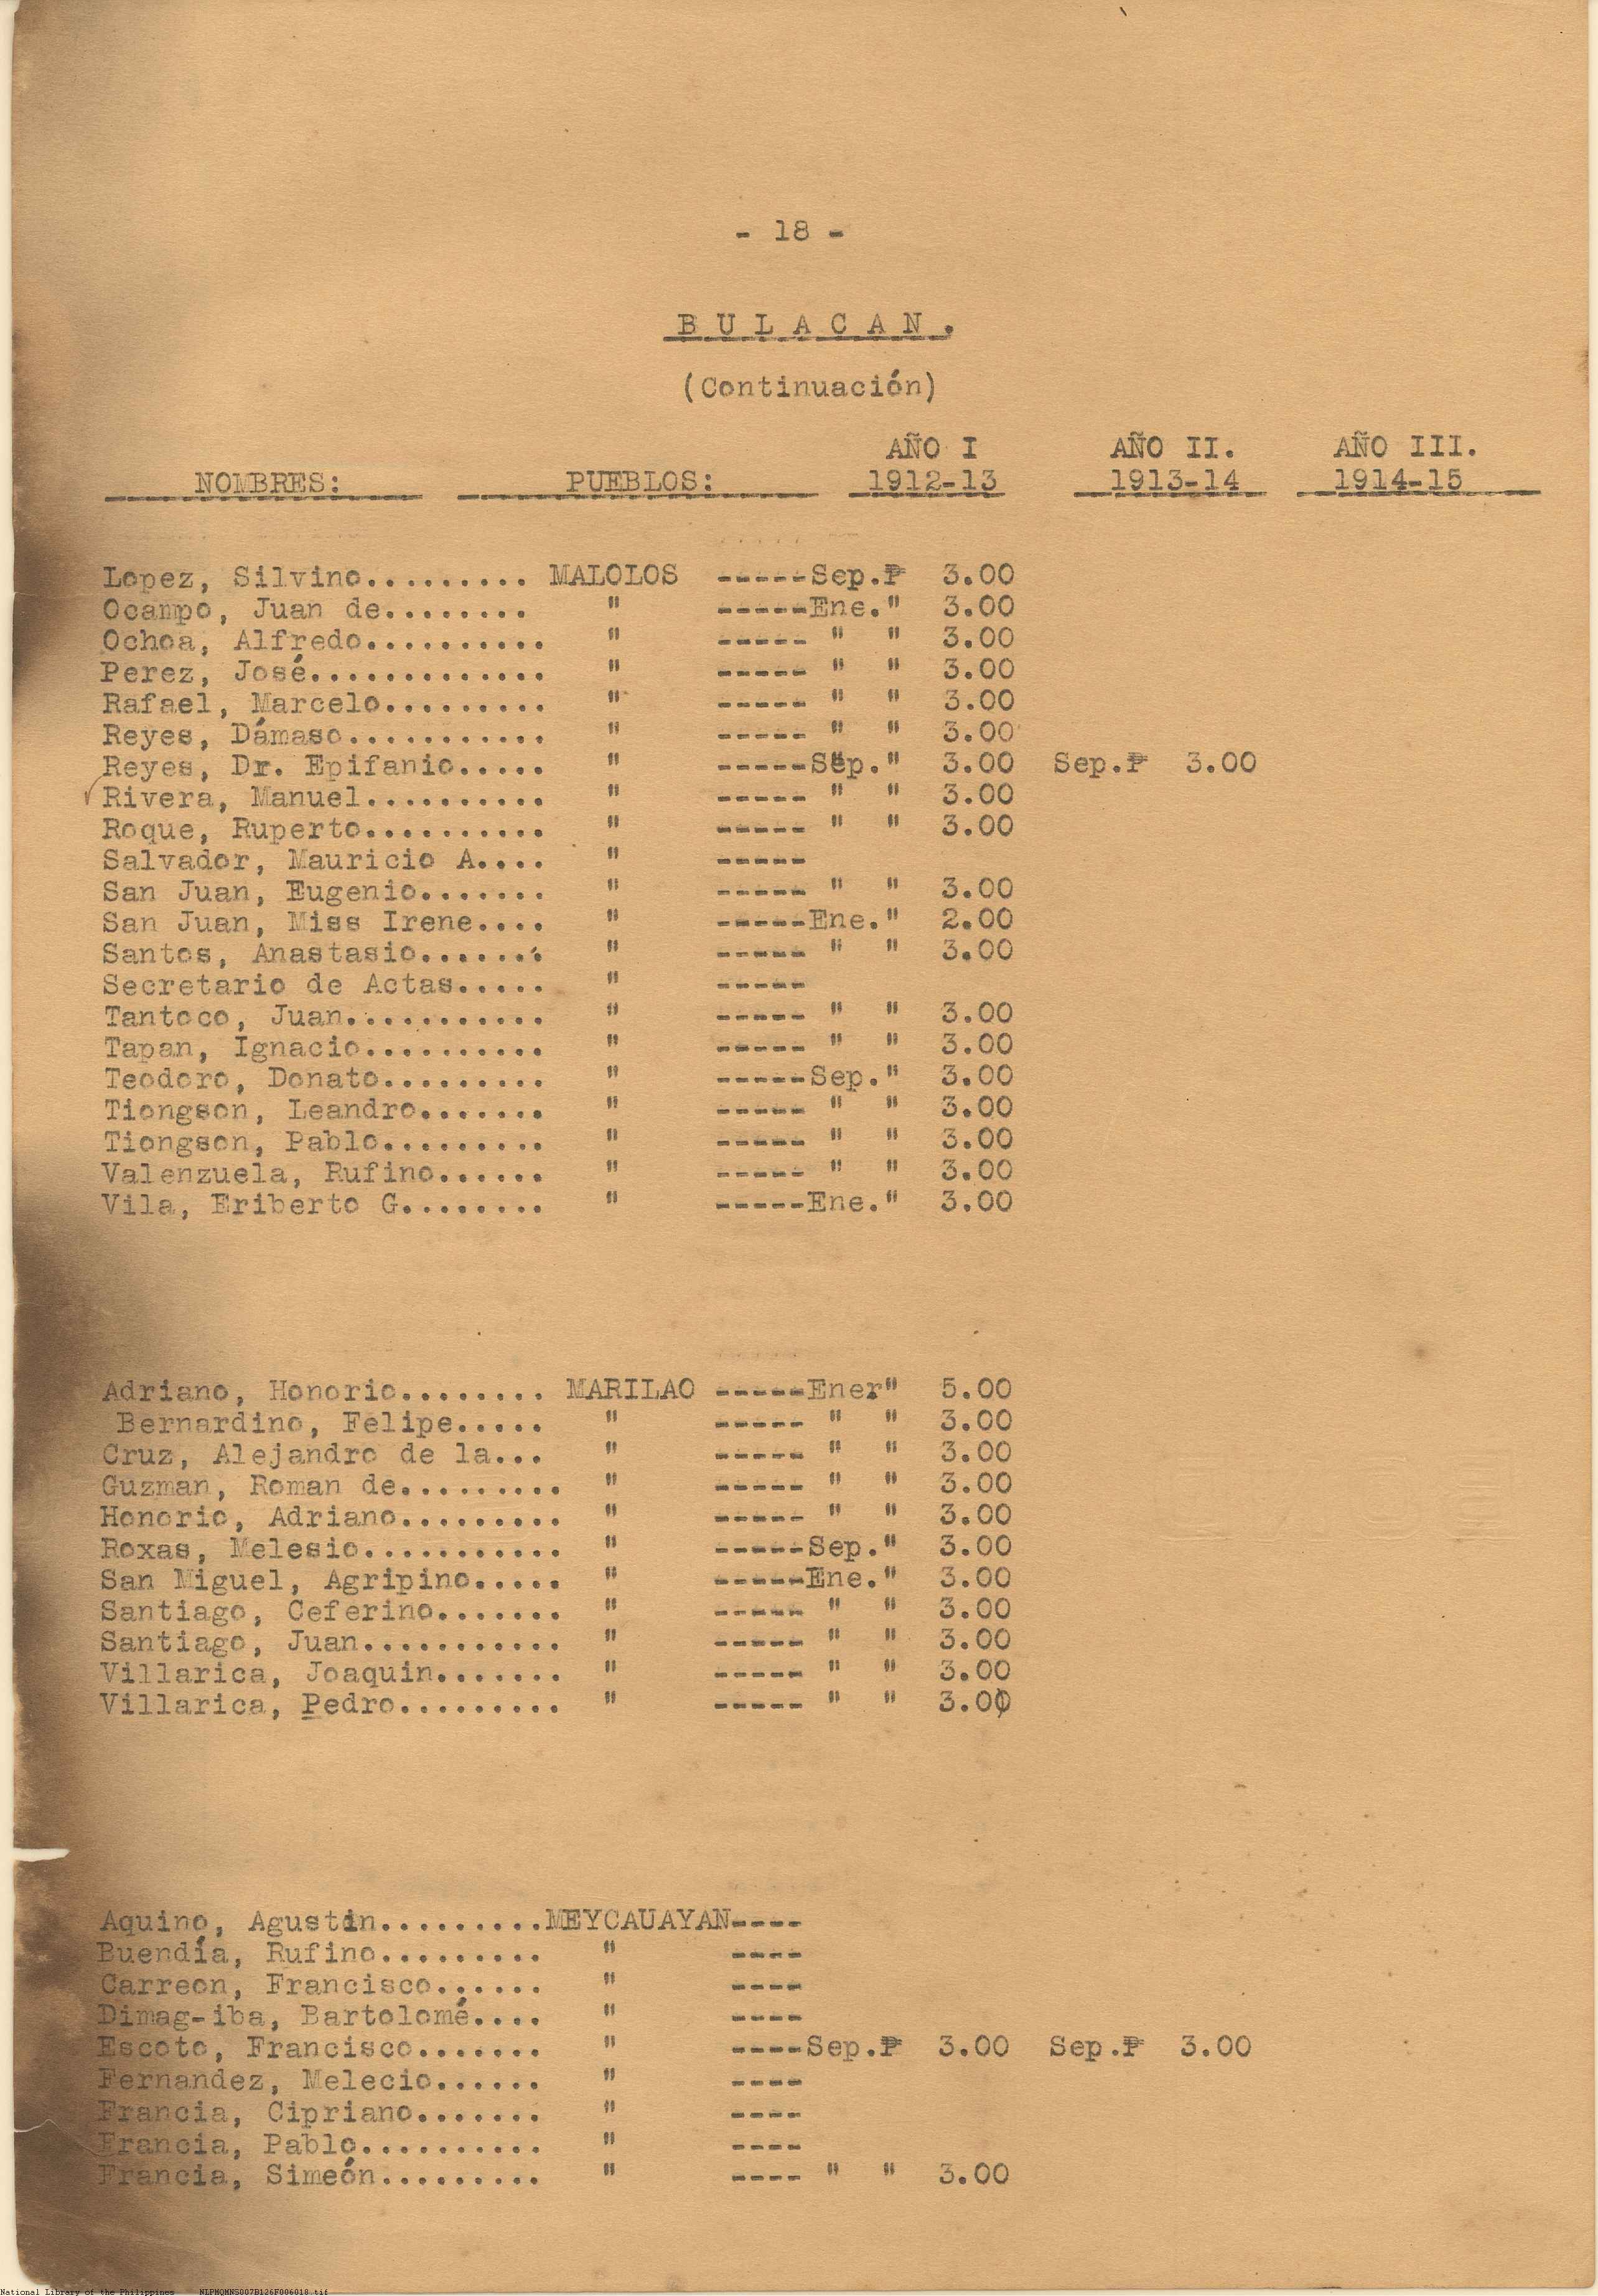 - 18 -
B U L A C A N .
(Continuación)
AÑO I AÑO II. AÑO III.
NOMBRES: PUEBLOS: 1912-13 1913-14 1914-15
Lopez, Silvino......... MALOLOS -----Sep.₱ 3.00
Ocampo, Juan de........ " -----Ene." 3.00
Ochoa, Alfredo.......... " ----- " " 3.00
Perez, José............. " ----- " " 3.00
Rafael, Marcelo......... " ----- " " 3.00
Reyes, Dámaso........... " ----- " " 3.00
Reyes, Dr. Epifanio..... " -----Sep." 3.00 Sep.₱ 3.00
Rivera, Manuel.......... " ----- " " 3.00
Roque, Ruperto.......... " ----- " " 3.00
Salvador, Mauricio A.... " -----
San Juan, Eugenio....... " ----- " " 3.00
San Juan, Miss Irene.... " -----Ene." 2.00
Santos, Anastasio....... " ----- " " 3.00
Secretario de Actas..... " -----
Tantoco, Juan........... " ----- " " 3.00
Tapan, Ignacio.......... " ----- " " 3.00
Teodoro, Donato......... " -----Sep." 3.00
Tiongson, Leandro....... " ----- " " 3.00
Tiongson, Pablo......... " ----- " " 3.00
Valenzuela, Rufino...... " ----- " " 3.00
Vila, Eriberto G........ " -----Ene." 3.00
Adriano, Honorio........ MARILAO -----Ener" 5.00
Bernardino, Felipe..... " ----- " " 3.00
Cruz, Alejandro de la... " ----- " " 3.00
Guzman, Roman de......... " ----- " " 3.00
Honorio, Adriano......... " ----- " " 3.00
Roxas, Melesio........... " -----Sep." 3.00
San Miguel, Agripino..... " -----Ene." 3.00
Santiago, Ceferino....... " ----- " " 3.00
Santiago, Juan........... " ----- " " 3.00
Villarica, Joaquin....... " ----- " " 3.00
Villarica, Pedro......... " ----- " " 3.00
Aquino, Agustin.........MEYCAUAYAN----
Buendía, Rufino......... " ----
Carreon, Francisco...... " ----
Dimag-iba, Bartolomé.... " ----
Escoto, Francisco....... " ----Sep.₱ 3.00 Sep.₱ 3.00
Fernandez, Melecio...... " ----
Francia, Cipriano....... " ----
Francia, Pablo.......... " ----
Francia, Simeón......... " ---- " " 3.00
National Library of the Philippines NLPMQMNS007B126F006018.tif